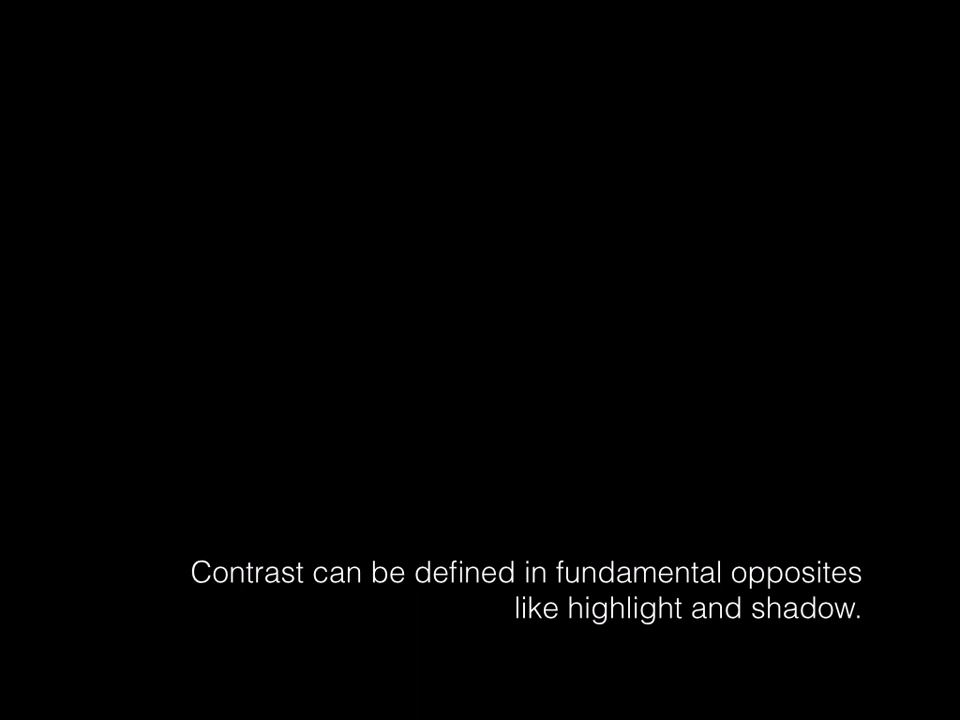 Contrast can be defined in fundamental opposites
like highlight and shadow.